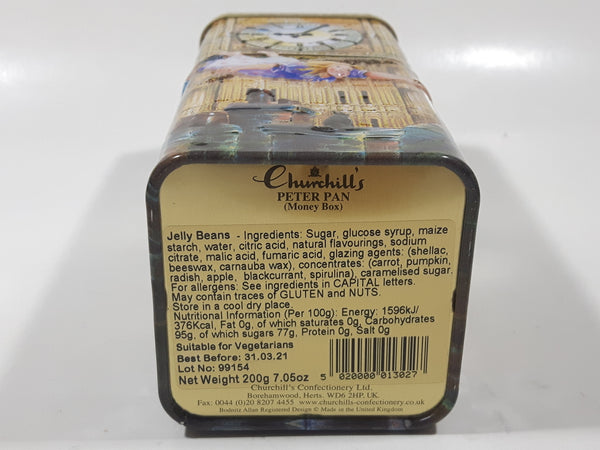 Churchill's
PETER PAN
(Money Box)
Jelly Beans - Ingredients: Sugar, glucose syrup, maize
starch, water, citric acid, natural flavourings, sodium
citrate, malic acid, fumaric acid, glazing agents: (shellac,
beeswax, carnauba wax), concentrates: (carrot, pumpkin,
radish, apple, blackcurrant, spirulina), caramelised sugar.
For allergens: See ingredients in CAPITAL letters.
May contain traces of GLUTEN and NUTS.
Store in a cool dry place.
Nutritional Information (Per 100g): Energy: 1596kJ/
376Kcal, Fat 0g, of which saturates 0g, Carbohydrates
95g, of which sugars 77g, Protein 0g, Salt 0g
Suitable for Vegetarians
Best Before: 31.03.21
Lot No: 99154
Net Weight 200g 7.05oz
5 020000 013027
Churchill's Confectionery Ltd.
Borehamwood, Herts. WD6 2HP. UK.
Fax: 0044 (0)20 8207 4455 www.churchills-confectionery.co.uk
Bodnitz Allan Registered Design © Made in the United Kingdom